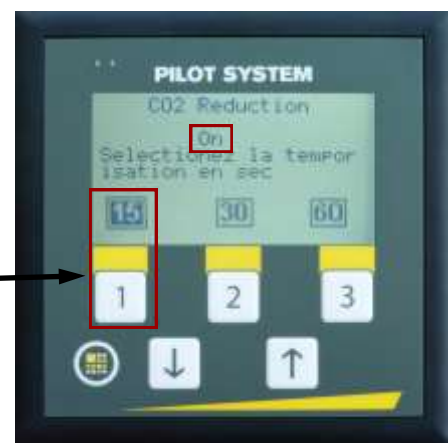 PILOT SYSTEM
CO2 Reduction
On
Selectionez la tempor
isation en sec
15 30 60
1 2 3